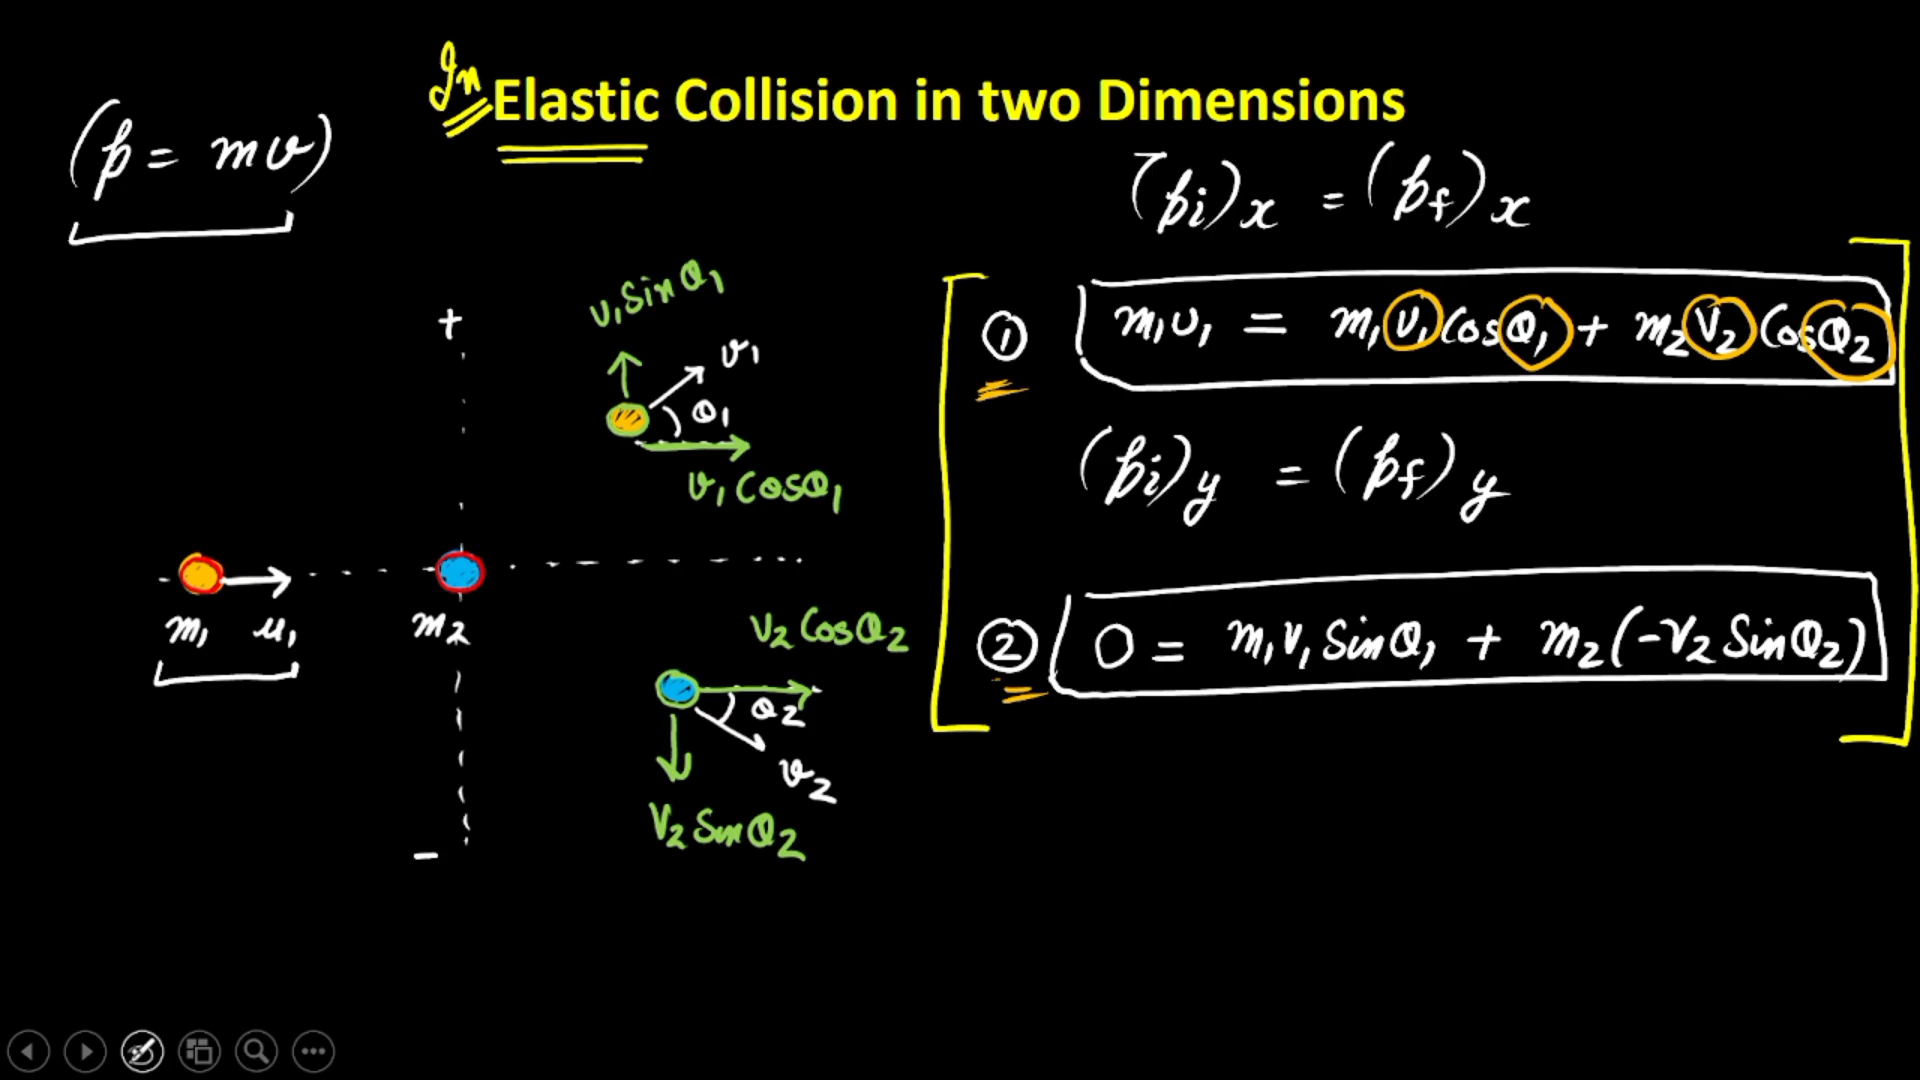 In
Elastic Collision in two Dimensions
(p = mv)
(pi)x = (pf)x
① m₁u₁ = m₁v₁ Cosθ₁ + m₂V₂ Cosθ₂
(pi)y = (pf)y
② 0 = m₁v₁ Sinθ₁ + m₂(-V₂ Sinθ₂)
+
v₁ Sinθ₁
v₁
θ₁
v₁ Cosθ₁
m₁ u₁
m₂
V₂ Cosθ₂
θ₂
v₂
V₂ Sinθ₂
-